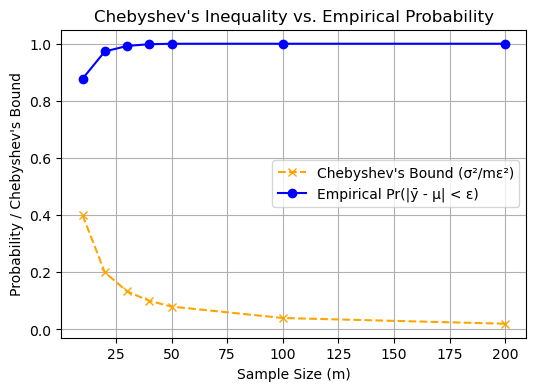 Chebyshev's Inequality vs. Empirical Probability
Probability / Chebyshev's Bound
1.0
0.8
0.6
0.4
0.2
0.0
Chebyshev's Bound (σ²/mε²)
Empirical Pr(|ȳ - μ| < ε)
25
50
75
100
125
150
175
200
Sample Size (m)